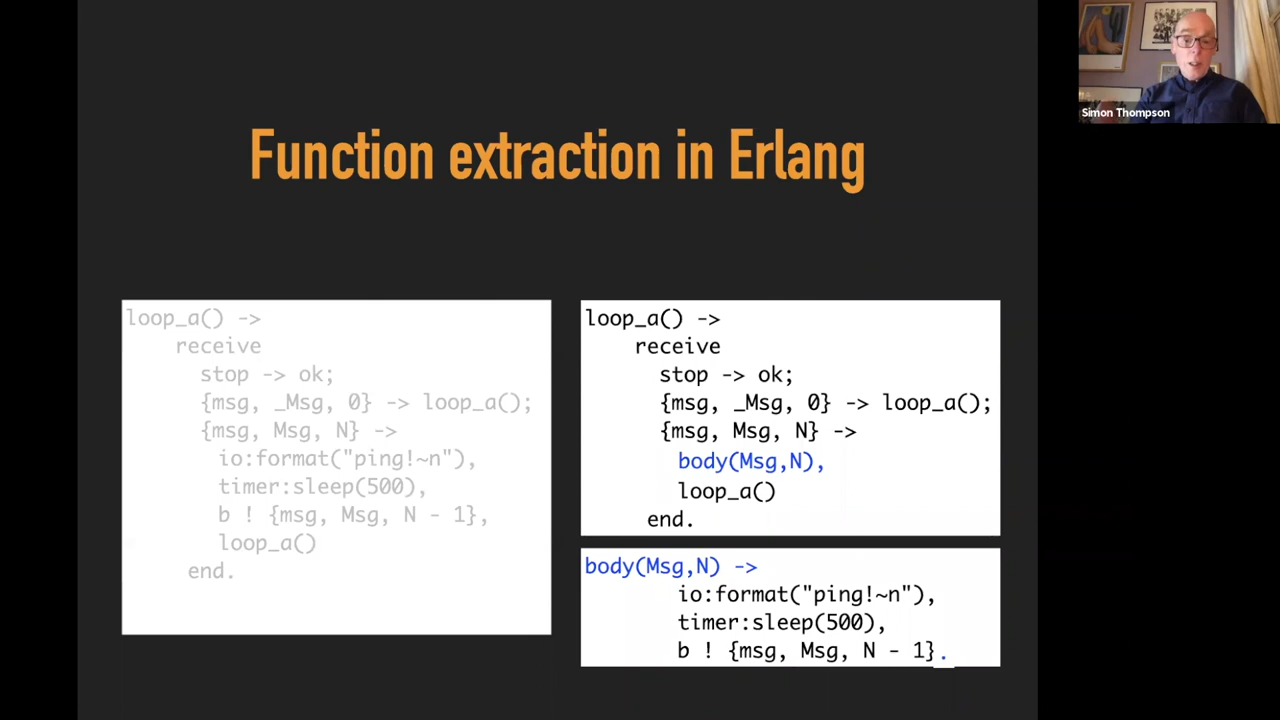 Function extraction in Erlang
loop_a() ->
receive
stop -> ok;
{msg, _Msg, 0} -> loop_a();
{msg, Msg, N} ->
io:format("ping!~n"),
timer:sleep(500),
b ! {msg, Msg, N - 1},
loop_a()
end.
loop_a() ->
receive
stop -> ok;
{msg, _Msg, 0} -> loop_a();
{msg, Msg, N} ->
body(Msg,N),
loop_a()
end.
body(Msg,N) ->
io:format("ping!~n"),
timer:sleep(500),
b ! {msg, Msg, N - 1}.
Simon Thompson